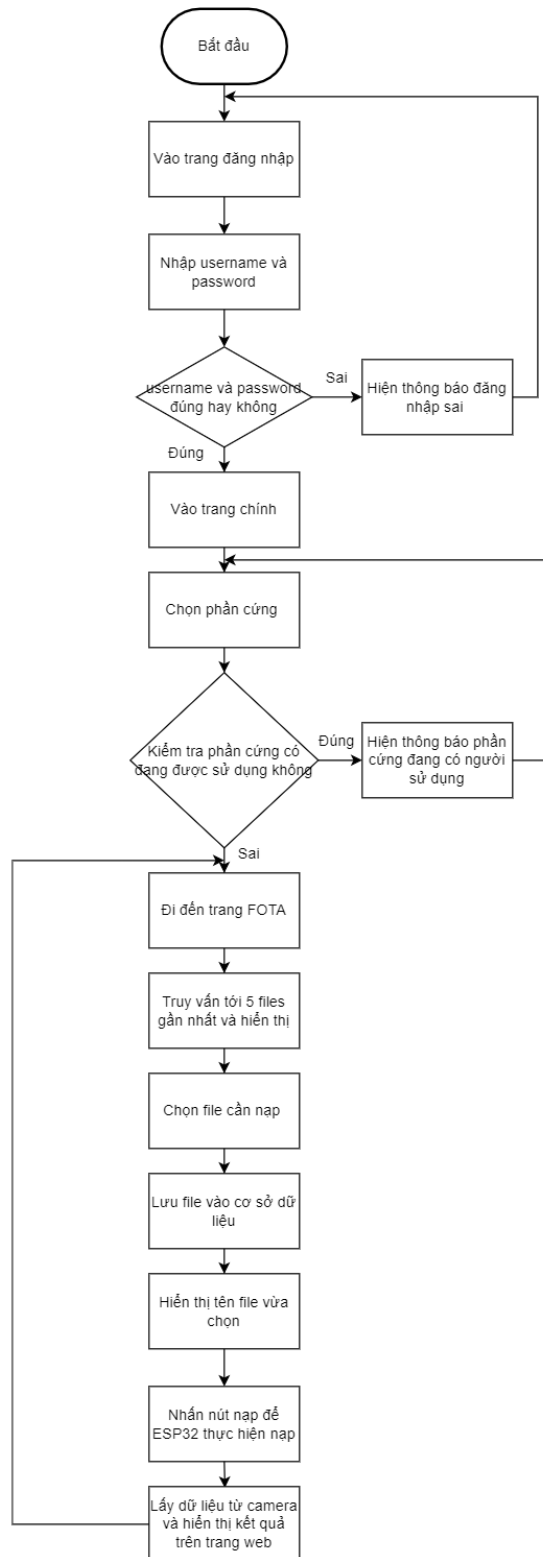 Bắt đầu
Vào trang đăng nhập
Nhập username và
password
username và password
đúng hay không
Sai
Hiện thông báo đăng
nhập sai
Đúng
Vào trang chính
Chọn phần cứng
Kiểm tra phần cứng có
đang được sử dụng không
Đúng
Hiện thông báo phần
cứng đang có người
sử dụng
Sai
Đi đến trang FOTA
Truy vấn tới 5 files
gần nhất và hiển thị
Chọn file cần nạp
Lưu file vào cơ sở dữ
liệu
Hiển thị tên file vừa
chọn
Nhấn nút nạp để
ESP32 thực hiện nạp
Lấy dữ liệu từ camera
và hiển thị kết quả
trên trang web